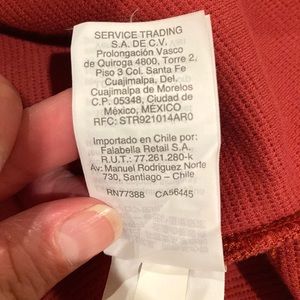 SERVICE TRADING
S.A. DE C.V.
Prolongación Vasco
de Quiroga 4800, Torre 2,
Piso 3 Col. Santa Fe
Cuajimalpa, Del.
Cuajimalpa de Morelos
C.P. 05348, Ciudad de
México, MEXICO
RFC: STR921014AR0
Importado en Chile por:
Falabella Retail S.A.
R.U.T.: 77.261.280-k
Av: Manuel Rodriguez Norte
730, Santiago - Chile
RN77388 CA56445